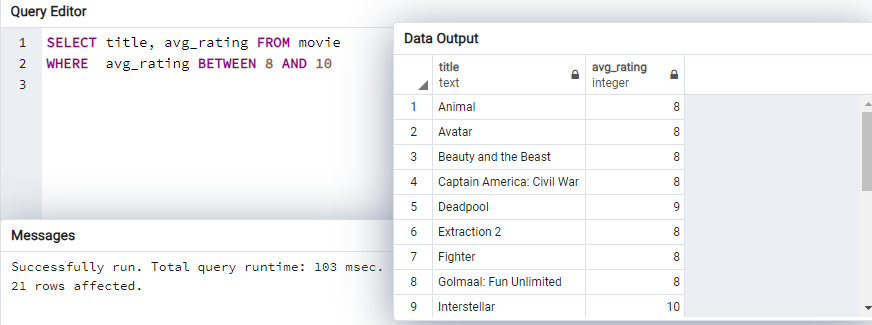 Query Editor
1 SELECT title, avg_rating FROM movie
2 WHERE avg_rating BETWEEN 8 AND 10
3
Data Output
title avg_rating
text integer
1 Animal 8
2 Avatar 8
3 Beauty and the Beast 8
4 Captain America: Civil War 8
5 Deadpool 9
6 Extraction 2 8
7 Fighter 8
8 Golmaal: Fun Unlimited 8
9 Interstellar 10
Messages
Successfully run. Total query runtime: 103 msec.
21 rows affected.